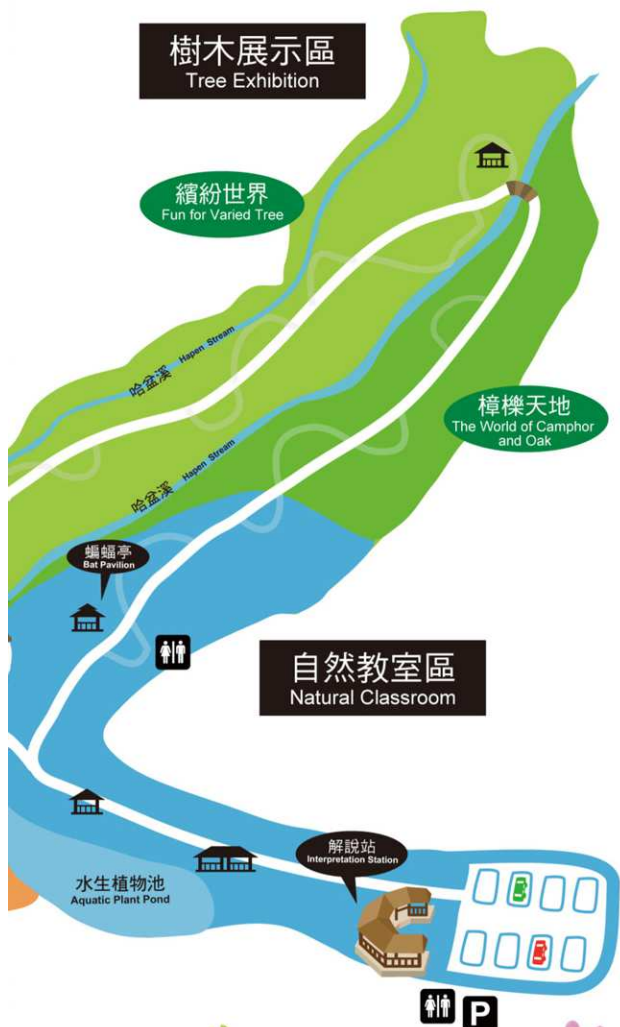 樹木展示區
Tree Exhibition
繽紛世界
Fun for Varied Tree
哈盆溪 Hapen Stream
樟櫟天地
The World of Camphor
and Oak
哈盆溪 Hapen Stream
蝙蝠亭
Bat Pavilion
自然教室區
Natural Classroom
解說站
Interpretation Station
水生植物池
Aquatic Plant Pond
P